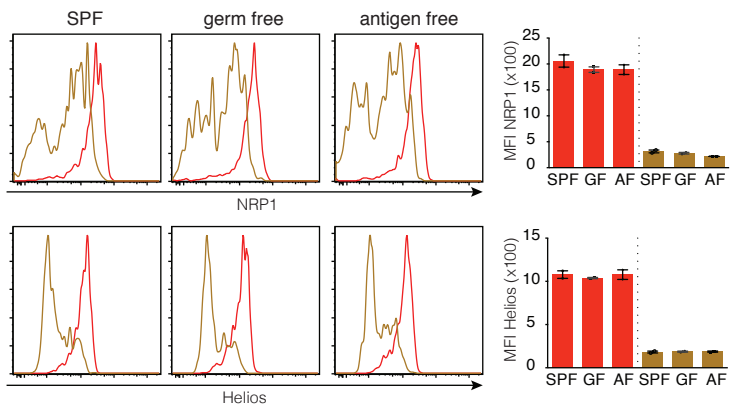 SPF germ free antigen free
NRP1
MFI NRP1 (x100)
25
20
15
10
5
0
SPF GF AF SPF GF AF
Helios
MFI Helios (x100)
15
10
5
0
SPF GF AF SPF GF AF